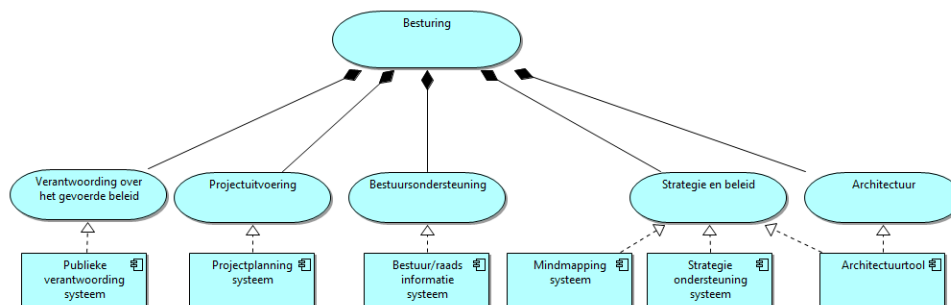 Besturing
Verantwoording over
het gevoerde beleid
Projectuitvoering
Bestuursondersteuning
Strategie en beleid
Architectuur
Publieke
verantwoording
systeem
Projectplanning
systeem
Bestuur/raads
informatie
systeem
Mindmapping
systeem
Strategie
ondersteuning
systeem
Architectuurtool